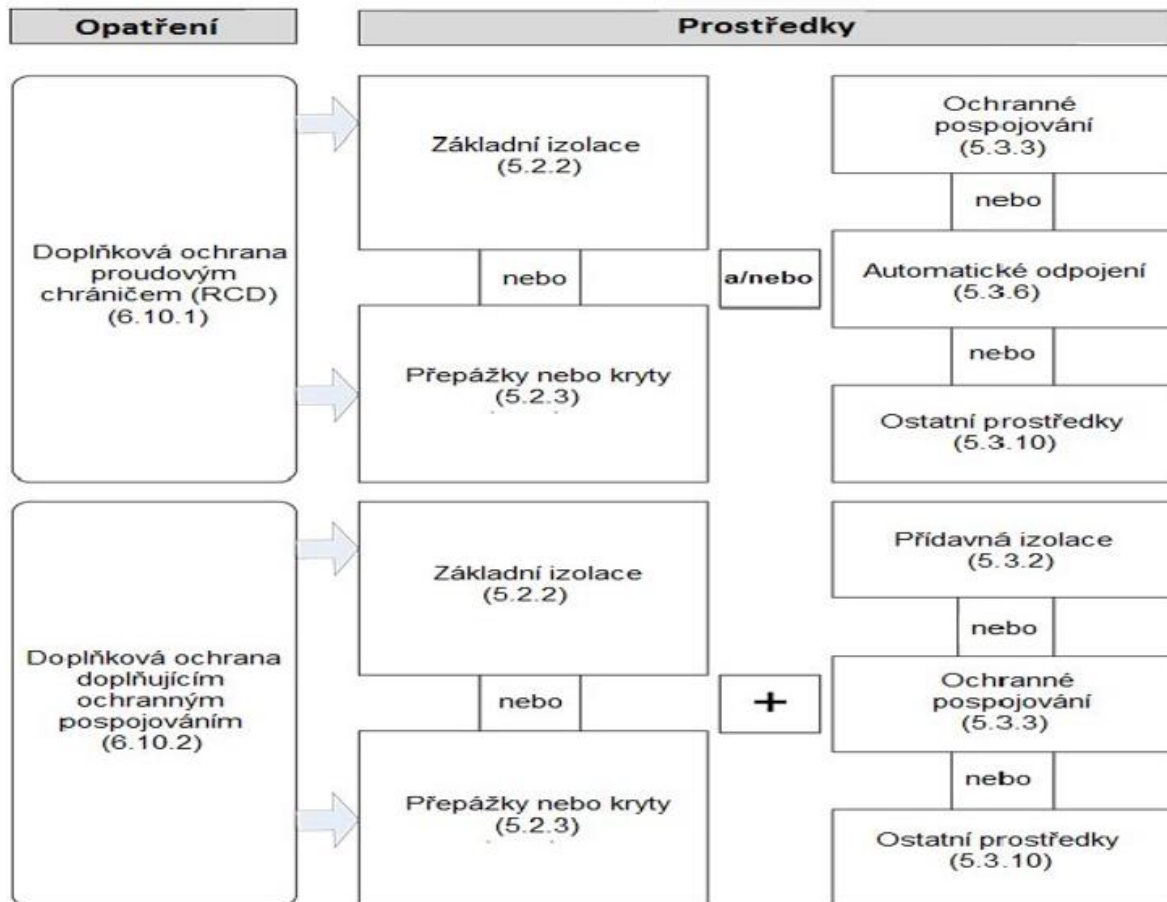 Opatření
Prostředky
Doplňková ochrana
proudovým
chráničem (RCD)
(6.10.1)
Základní izolace
(5.2.2)
nebo
Přepážky nebo kryty
(5.2.3)
a/nebo
Ochranné
pospojování
(5.3.3)
nebo
Automatické odpojení
(5.3.6)
nebo
Ostatní prostředky
(5.3.10)
Doplňková ochrana
doplňujícím
ochranným
pospojováním
(6.10.2)
Základní izolace
(5.2.2)
nebo
Přepážky nebo kryty
(5.2.3)
+
Přídavná izolace
(5.3.2)
nebo
Ochranné
pospojování
(5.3.3)
nebo
Ostatní prostředky
(5.3.10)